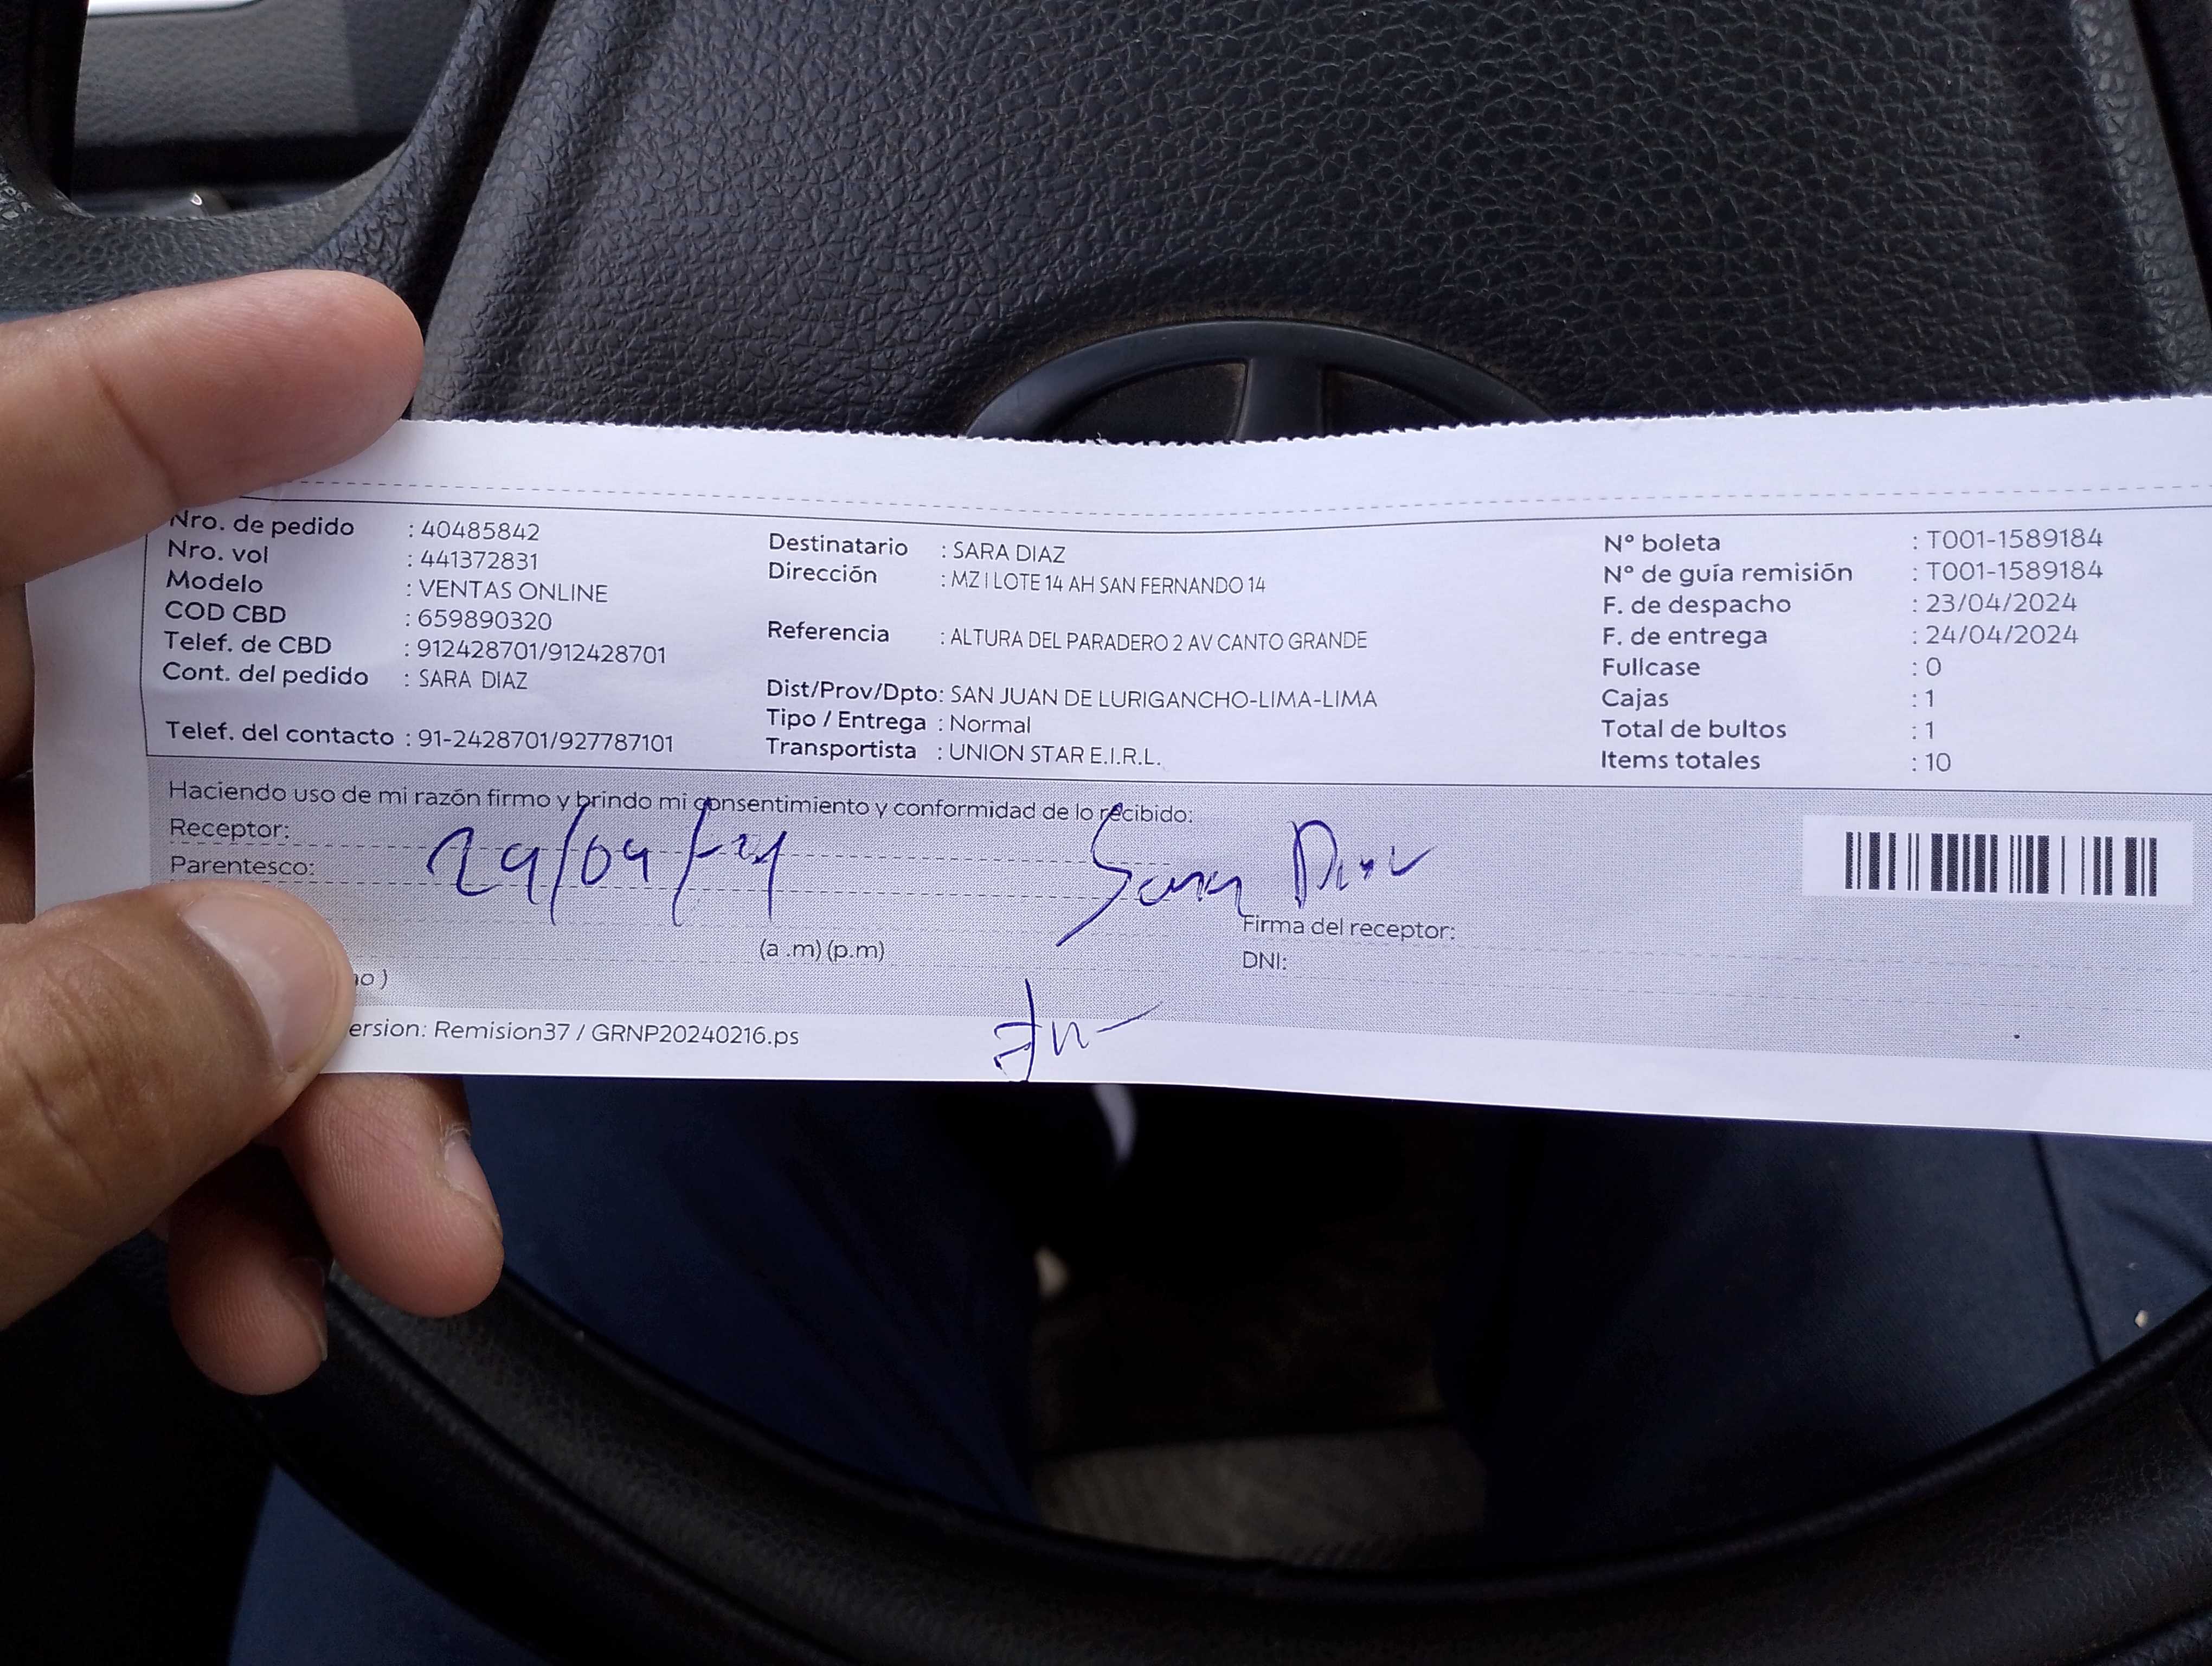 Nro. de pedido : 40485842
Nro. vol : 441372831
Modelo : VENTAS ONLINE
COD CBD : 659890320
Telef. de CBD : 912428701/912428701
Cont. del pedido : SARA DIAZ
Telef. del contacto : 91-2428701/927787101
Destinatario : SARA DIAZ
Dirección : MZ I LOTE 14 AH SAN FERNANDO 14
Referencia : ALTURA DEL PARADERO 2 AV CANTO GRANDE
Dist/Prov/Dpto: SAN JUAN DE LURIGANCHO-LIMA-LIMA
Tipo / Entrega : Normal
Transportista : UNION STAR E.I.R.L.
Nº boleta : T001-1589184
Nº de guía remisión : T001-1589184
F. de despacho : 23/04/2024
F. de entrega : 24/04/2024
Fullcase : 0
Cajas : 1
Total de bultos : 1
Items totales : 10
Haciendo uso de mi razón firmo y brindo mi consentimiento y conformidad de lo recibido:
Receptor:
Parentesco:
Sara Diaz
Firma del receptor:
(a .m) (p.m)
DNI:
no )
ersion: Remision37 / GRNP20240216.ps